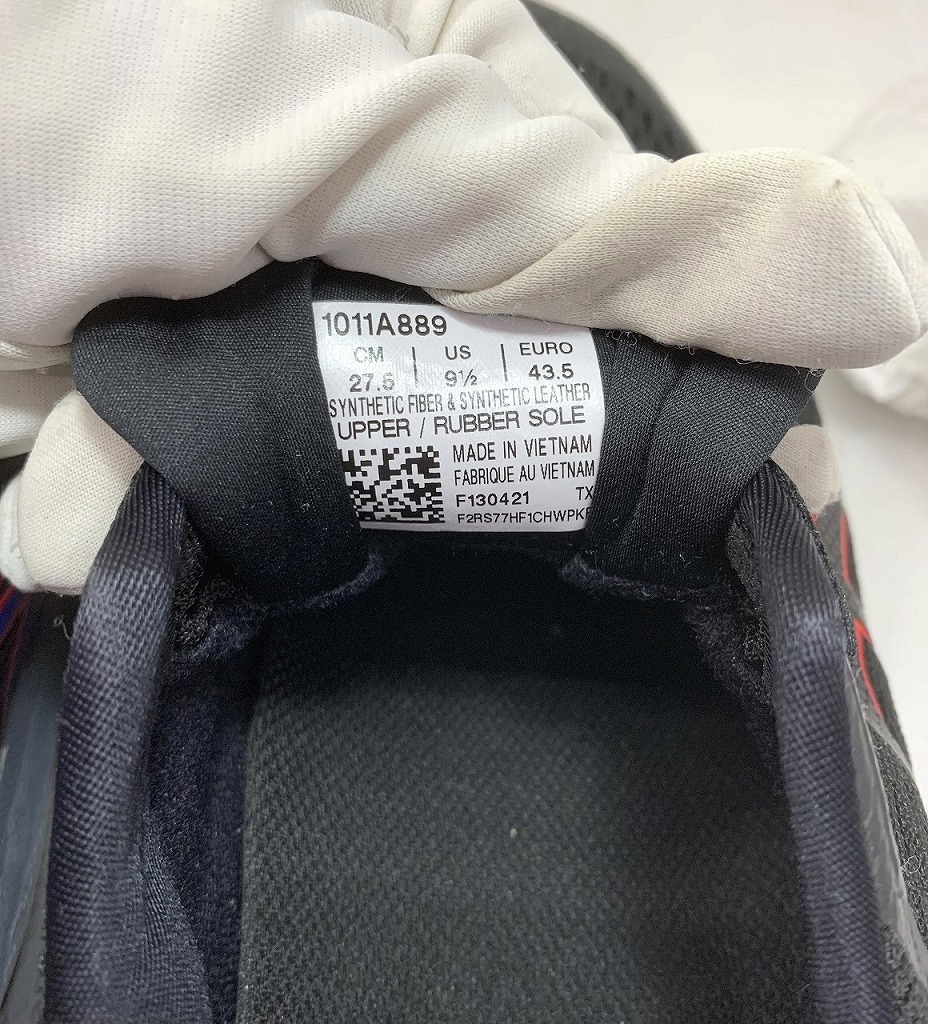 1011A889
CM | US | EURO
27.5 9½ 43.5
SYNTHETIC FIBER & SYNTHETIC LEATHER
UPPER / RUBBER SOLE
MADE IN VIETNAM
FABRIQUE AU VIETNAM
F130421 TX